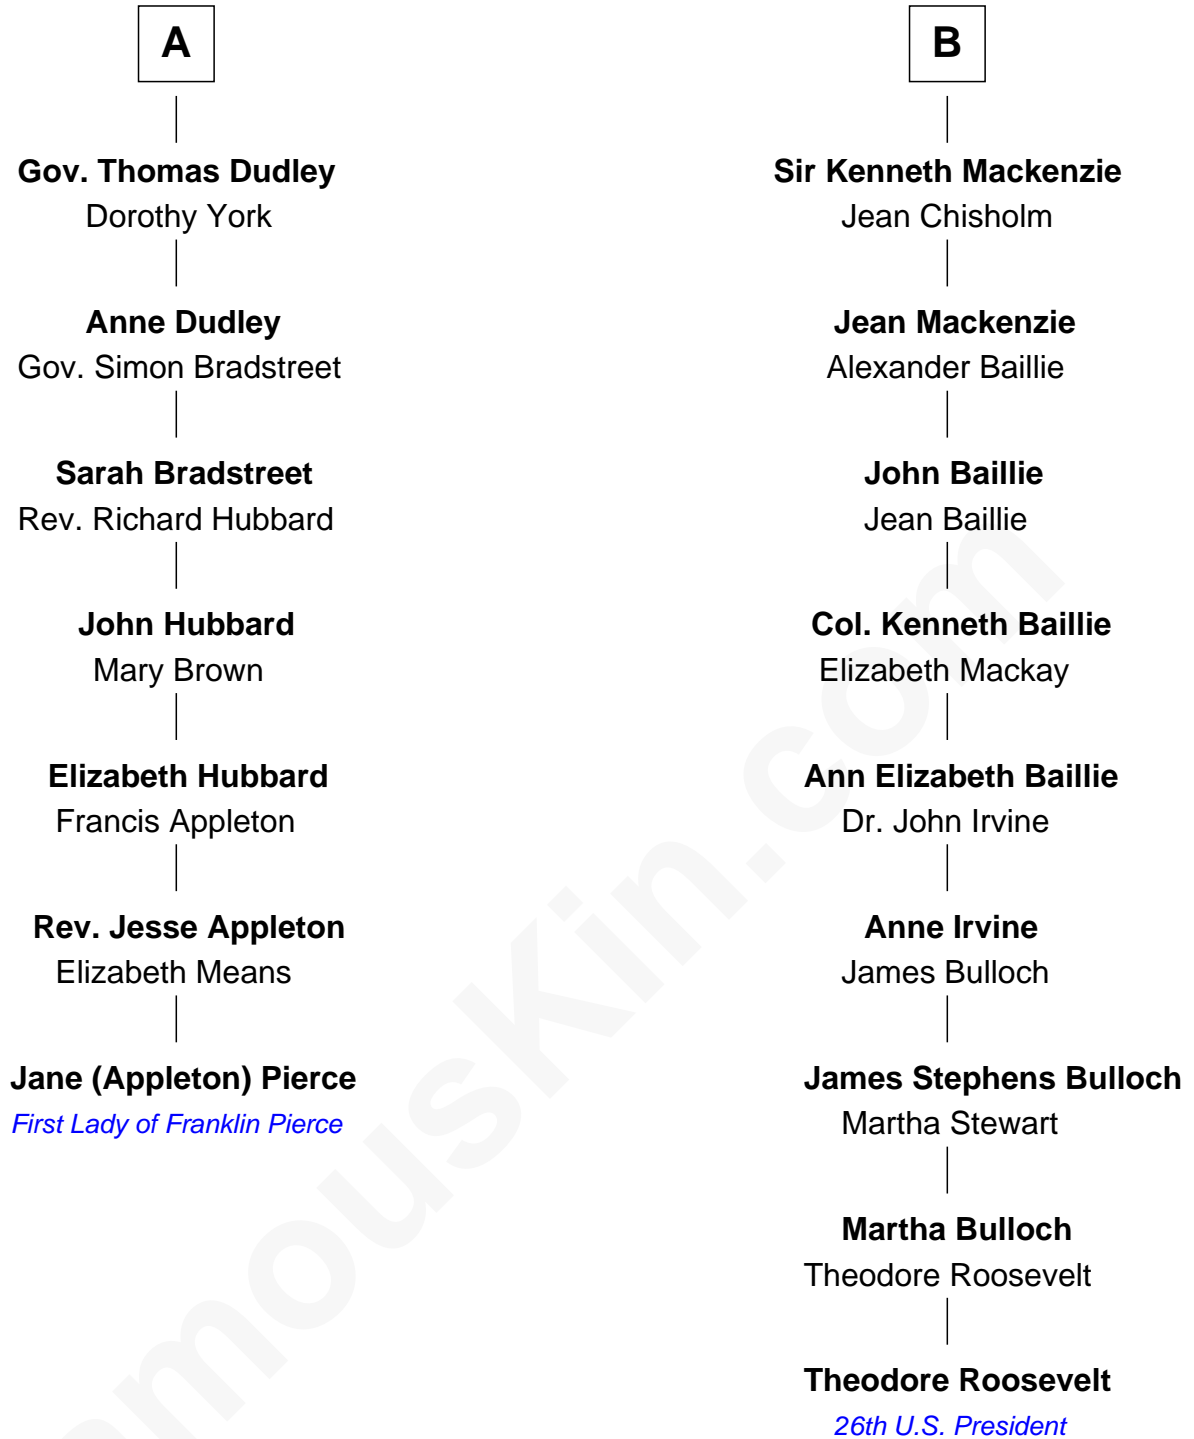 A
Gov. Thomas Dudley
Dorothy York
Anne Dudley
Gov. Simon Bradstreet
Sarah Bradstreet
Rev. Richard Hubbard
John Hubbard
Mary Brown
Elizabeth Hubbard
Francis Appleton
Rev. Jesse Appleton
Elizabeth Means
Jane (Appleton) Pierce
First Lady of Franklin Pierce
B
Sir Kenneth Mackenzie
Jean Chisholm
Jean Mackenzie
Alexander Baillie
John Baillie
Jean Baillie
Col. Kenneth Baillie
Elizabeth Mackay
Ann Elizabeth Baillie
Dr. John Irvine
Anne Irvine
James Bulloch
James Stephens Bulloch
Martha Stewart
Martha Bulloch
Theodore Roosevelt
Theodore Roosevelt
26th U.S. President
amousKin.com